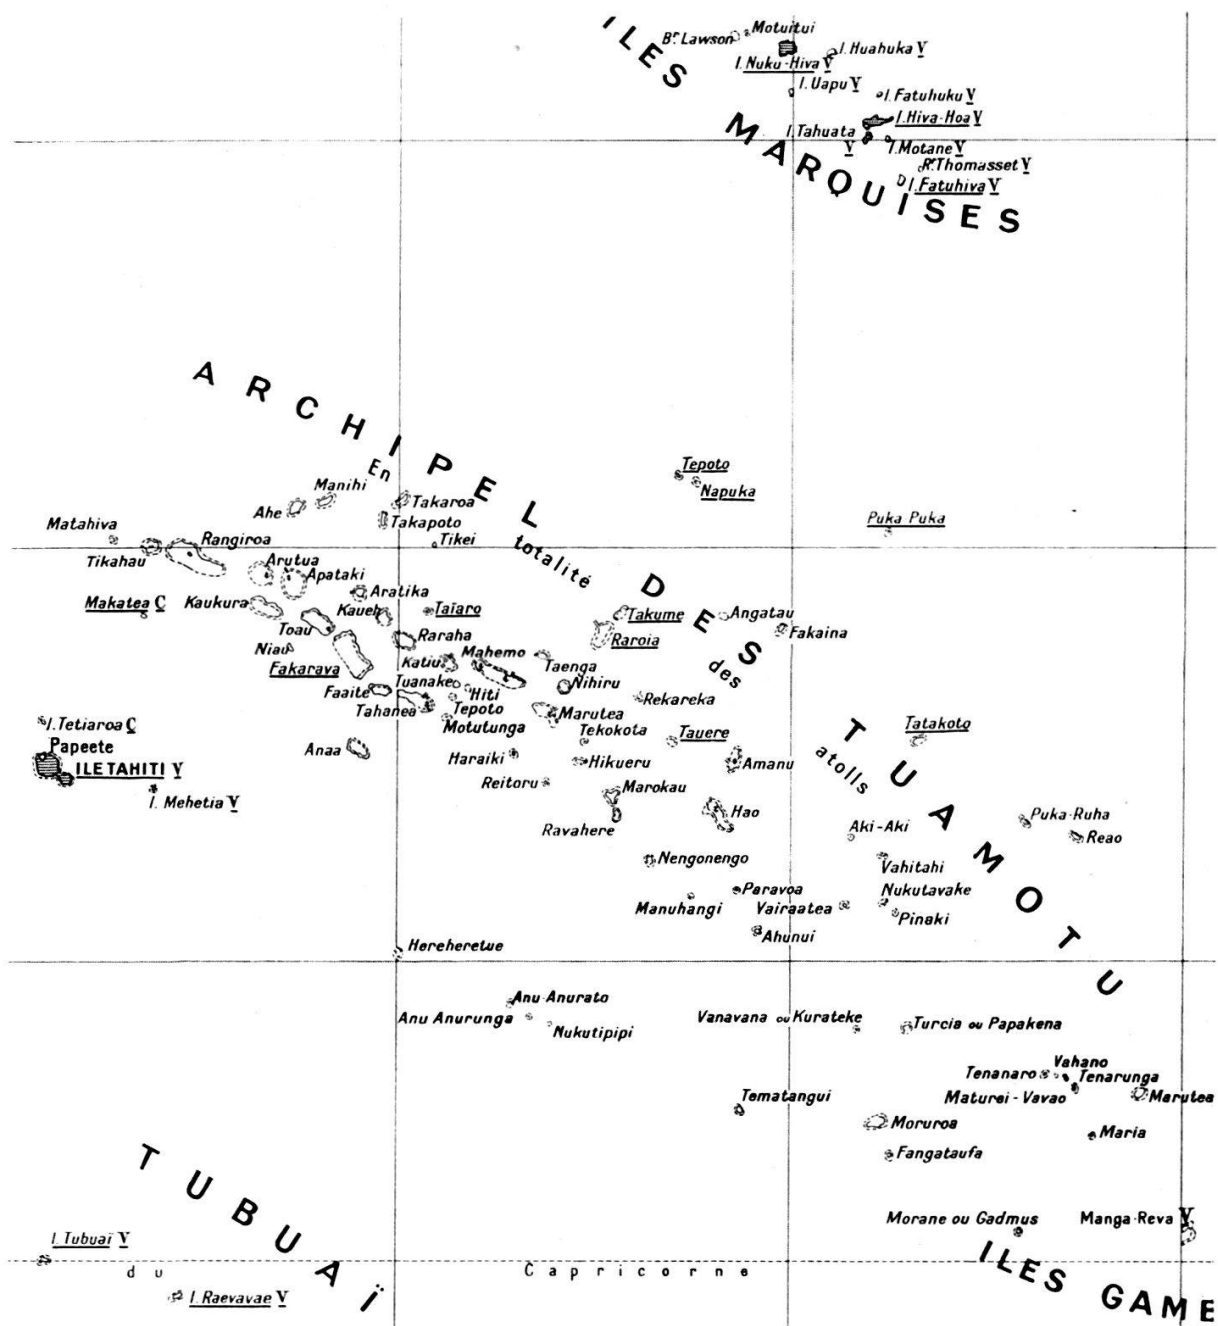 ILES MARQUISES
Bc Lawson
Motuitui
I. Huahuka V
I. Nuku-Hiva V
I. Uapu V
I. Fatuhuku V
I. Hiva-Hoa V
I. Tahuata V
I. Motane V
Rr Thomasset V
I. Fatuhiva V
ARCHIPEL DES TUAMOTU
En totalité des atolls
Tepoto
Napuka
Manihi
Takaroa
Ahe
Takapoto
Puka Puka
Matahiva
Rangiroa
Tikei
Tikahau
Arutua
Apataki
Aratika
Makatea C
Kaukura
Kaueh
Taïaro
Takume
Angatau
Toau
Raraha
Raroia
Fakaina
Niau
Katiu
Mahemo
Taenga
Fakarava
Tuanake
Hiti
Nihiru
Faaite
Tepoto
Rekareka
Tahanea
Motutunga
Marutea
I. Tetiaroa C
Tekokota
Tauere
Tatakoto
Papeete
Anaa
Haraiki
Hikueru
Amanu
ILE TAHITI V
Reitoru
Marokau
I. Mehetia V
Hao
Puka-Ruha
Ravahere
Aki-Aki
Reao
Nengonengo
Vahitahi
Paravoa
Nukutavake
Manuhangi
Vairaatea
Pinaki
Ahunui
Hereheretue
Anu-Anurato
Anu Anurunga
Nukutipipi
Vanavana ou Kurateke
Turcia ou Papakena
Vahano
Tenanaro
Tenarunga
Maturei-Vavao
Marutea
Tematangui
Moruroa
Maria
Fangataufa
Morane ou Gadmus
Manga-Reva V
TUBUAÏ
ILES GAME
I. Tubuaï V
du Capricorne
I. Raevavae V